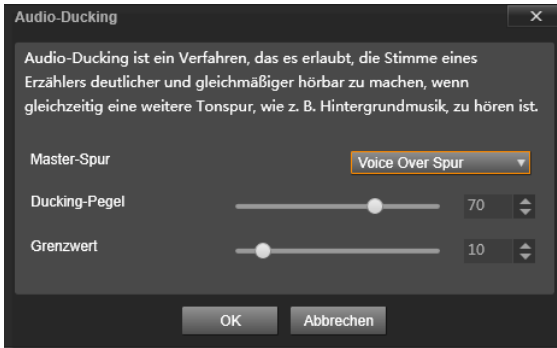 Audio-Ducking
Audio-Ducking ist ein Verfahren, das es erlaubt, die Stimme eines
Erzählers deutlicher und gleichmäßiger hörbar zu machen, wenn
gleichzeitig eine weitere Tonspur, wie z. B. Hintergrundmusik, zu hören ist.
Master-Spur Voice Over Spur
Ducking-Pegel 70
Grenzwert 10
OK Abbrechen